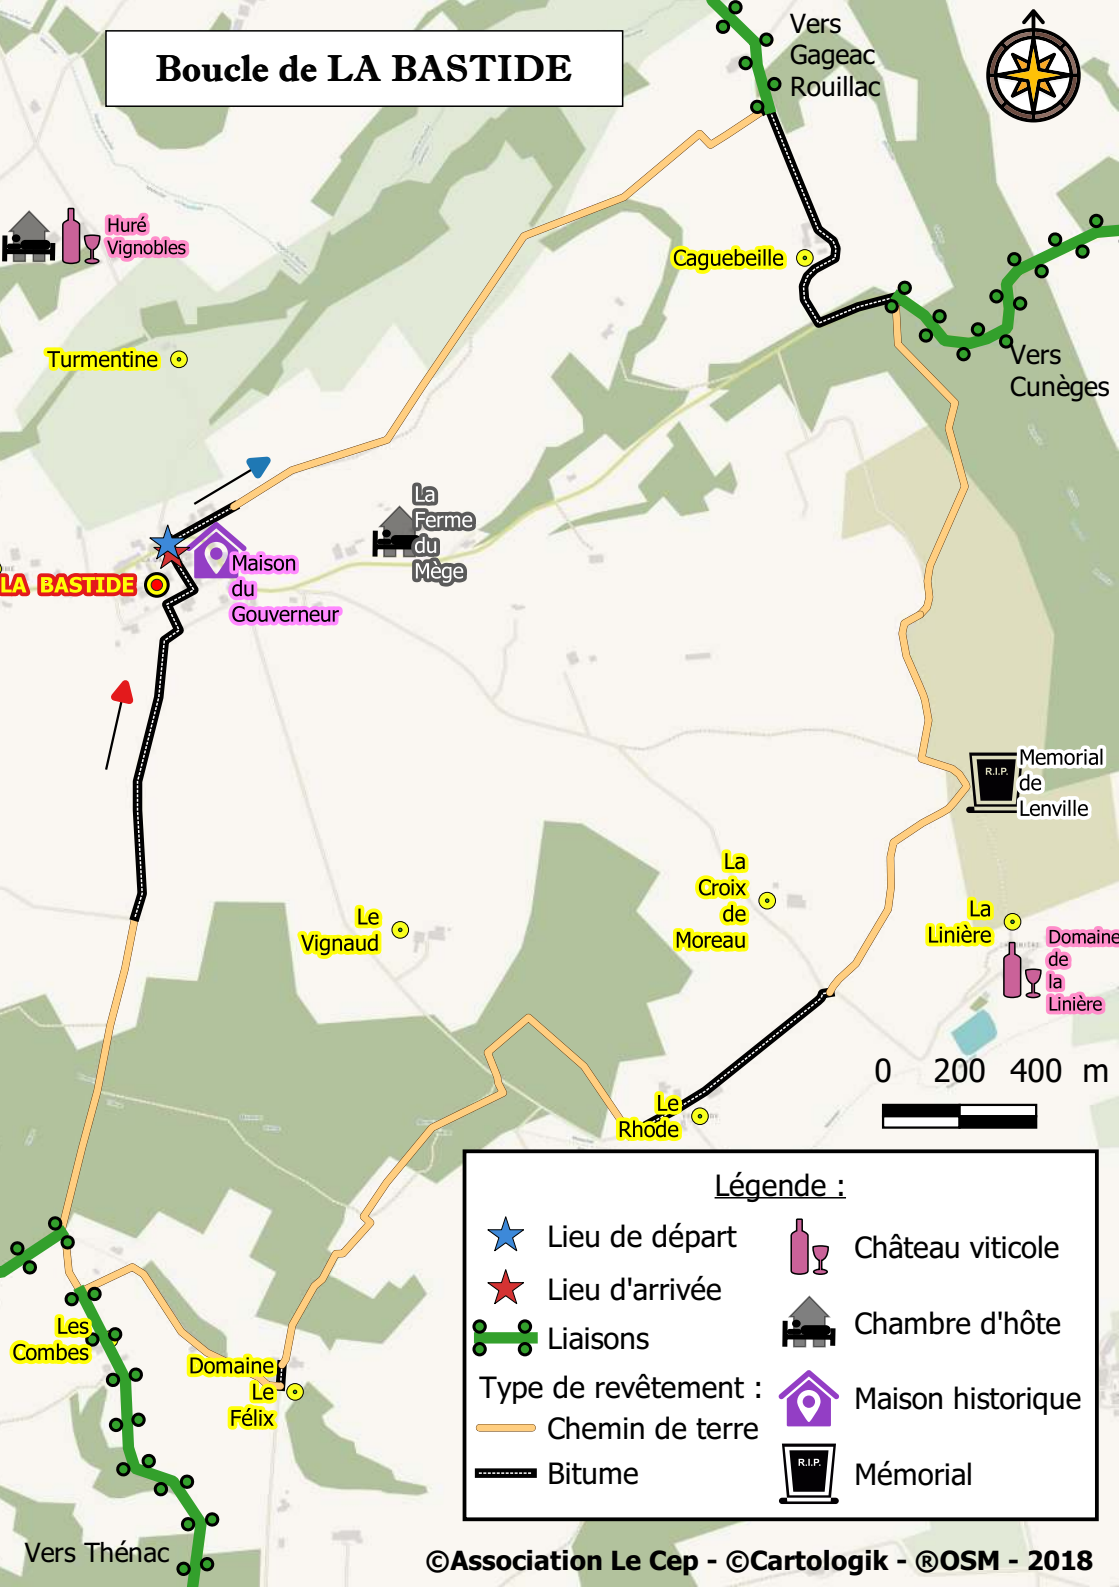 Boucle de LA BASTIDE
Vers
Gageac
Rouillac
Huré
Vignobles
Caguebeille
Turmentine
Vers
Cunèges
La
Ferme
du
Mège
Maison
du
Gouverneur
LA BASTIDE
R.I.P.
Memorial
de
Lenville
La
Croix
de
Moreau
Le
Vignaud
La
Linière
Domaine
de
la
Linière
0 200 400 m
Le
Rhode
Les
Combes
Domaine
Le
Félix
Vers Thénac
Légende :
Lieu de départ
Lieu d'arrivée
Liaisons
Type de revêtement :
Chemin de terre
Bitume
Château viticole
Chambre d'hôte
Maison historique
R.I.P.
Mémorial
©Association Le Cep - ©Cartologik - ®OSM - 2018